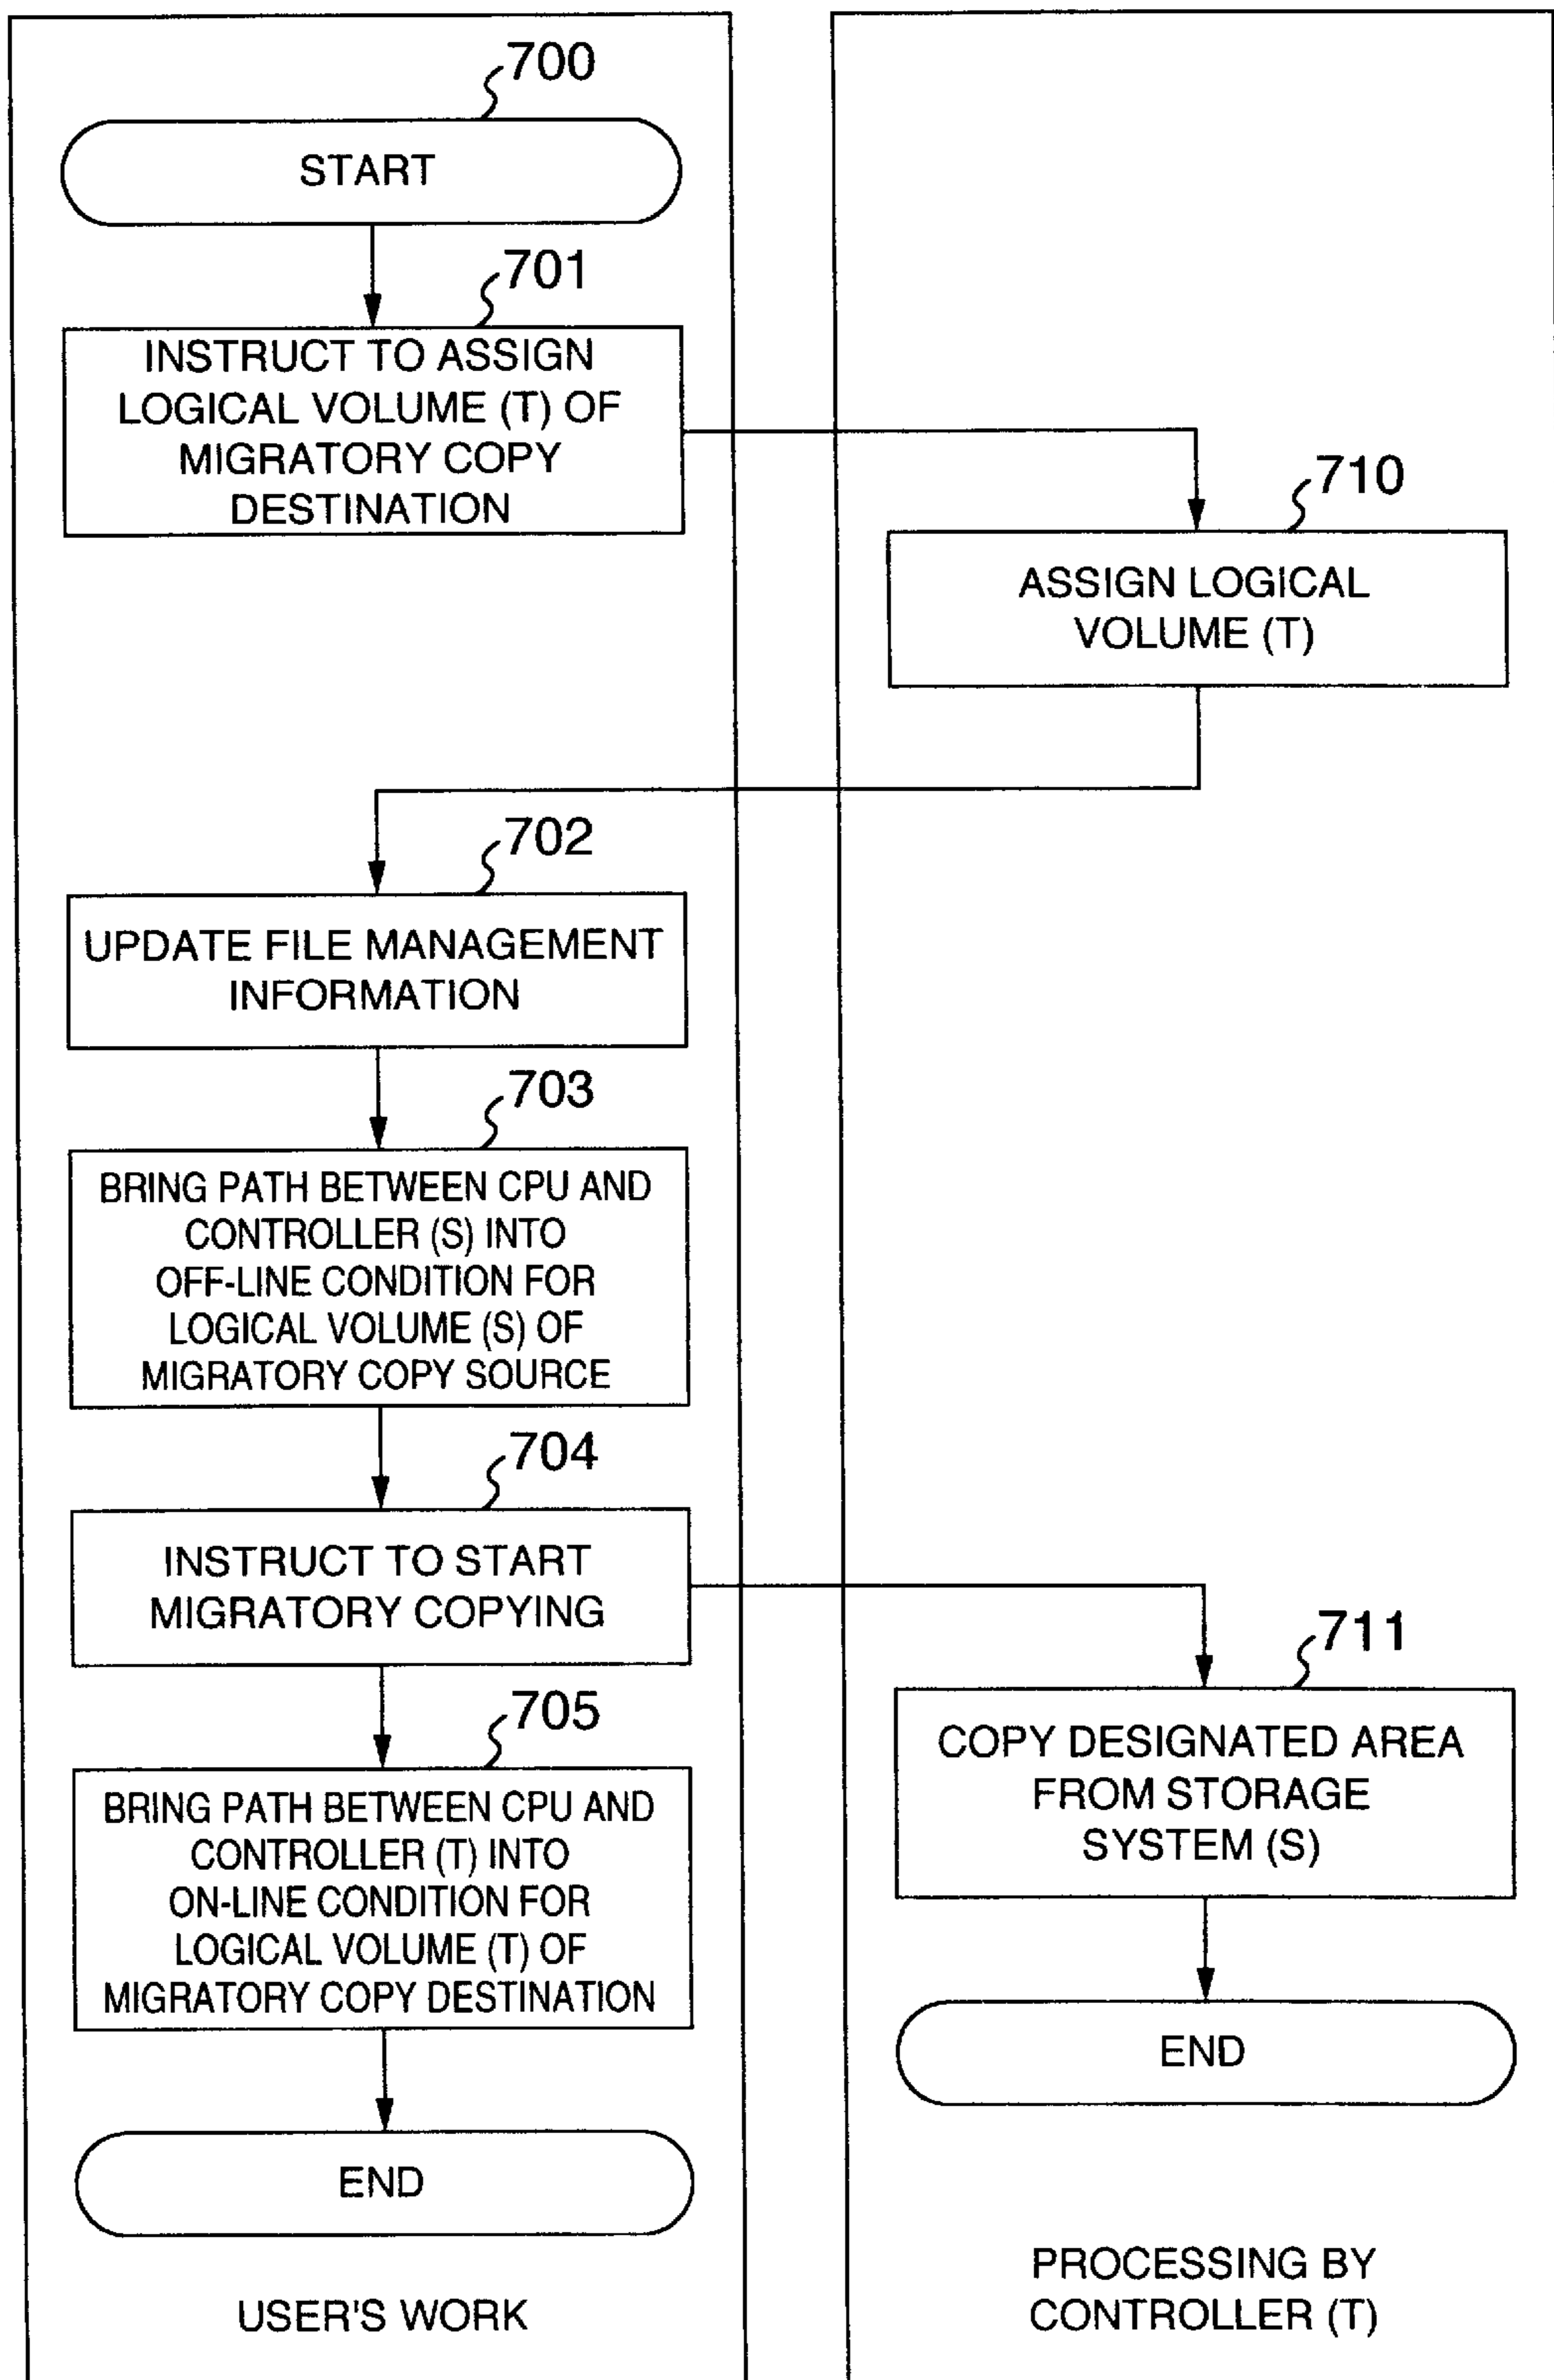 700
START
701
INSTRUCT TO ASSIGN
LOGICAL VOLUME (T) OF
MIGRATORY COPY
DESTINATION
710
ASSIGN LOGICAL
VOLUME (T)
702
UPDATE FILE MANAGEMENT
INFORMATION
703
BRING PATH BETWEEN CPU AND
CONTROLLER (S) INTO
OFF-LINE CONDITION FOR
LOGICAL VOLUME (S) OF
MIGRATORY COPY SOURCE
704
INSTRUCT TO START
MIGRATORY COPYING
711
COPY DESIGNATED AREA
FROM STORAGE
SYSTEM (S)
705
BRING PATH BETWEEN CPU AND
CONTROLLER (T) INTO
ON-LINE CONDITION FOR
LOGICAL VOLUME (T) OF
MIGRATORY COPY DESTINATION
END
END
USER'S WORK
PROCESSING BY
CONTROLLER (T)